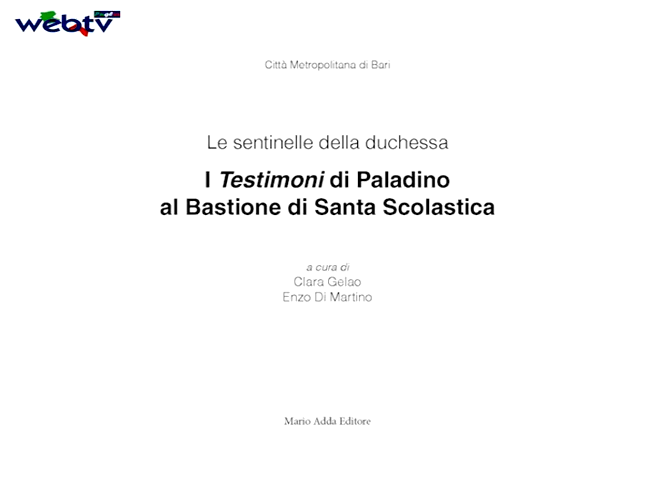 webtv
Città Metropolitana di Bari
Le sentinelle della duchessa
I Testimoni di Paladino
al Bastione di Santa Scolastica
a cura di
Clara Gelao
Enzo Di Martino
Mario Adda Editore